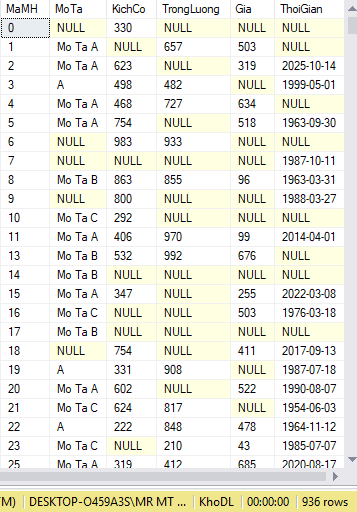 MaMH MoTa KichCo TrongLuong Gia ThoiGian
0 NULL 330 NULL NULL NULL
1 Mo Ta A NULL 657 503 NULL
2 Mo Ta A 623 NULL 319 2025-10-14
3 A 498 482 NULL 1999-05-01
4 Mo Ta A 468 727 634 NULL
5 Mo Ta A 754 NULL 518 1963-09-30
6 NULL 983 933 NULL NULL
7 NULL NULL NULL NULL 1987-10-11
8 Mo Ta B 863 855 96 1963-03-31
9 NULL 800 NULL NULL 1988-03-27
10 Mo Ta C 292 NULL NULL NULL
11 Mo Ta A 406 970 99 2014-04-01
13 Mo Ta B 532 992 676 NULL
14 Mo Ta B NULL NULL NULL NULL
15 Mo Ta A 347 NULL 255 2022-03-08
16 Mo Ta C NULL NULL 503 1976-03-18
17 Mo Ta B NULL NULL NULL NULL
18 NULL 754 NULL 411 2017-09-13
19 A 331 908 NULL 1987-07-18
20 Mo Ta A 602 NULL 522 1990-08-07
21 Mo Ta C 624 817 NULL 1954-06-03
22 A 222 848 478 1964-11-12
23 Mo Ta C NULL 210 43 1985-07-07
25 Mo Ta A 319 412 685 2020-08-17
TM) DESKTOP-O459A3S\MR MT ... KhoDL 00:00:00 936 rows